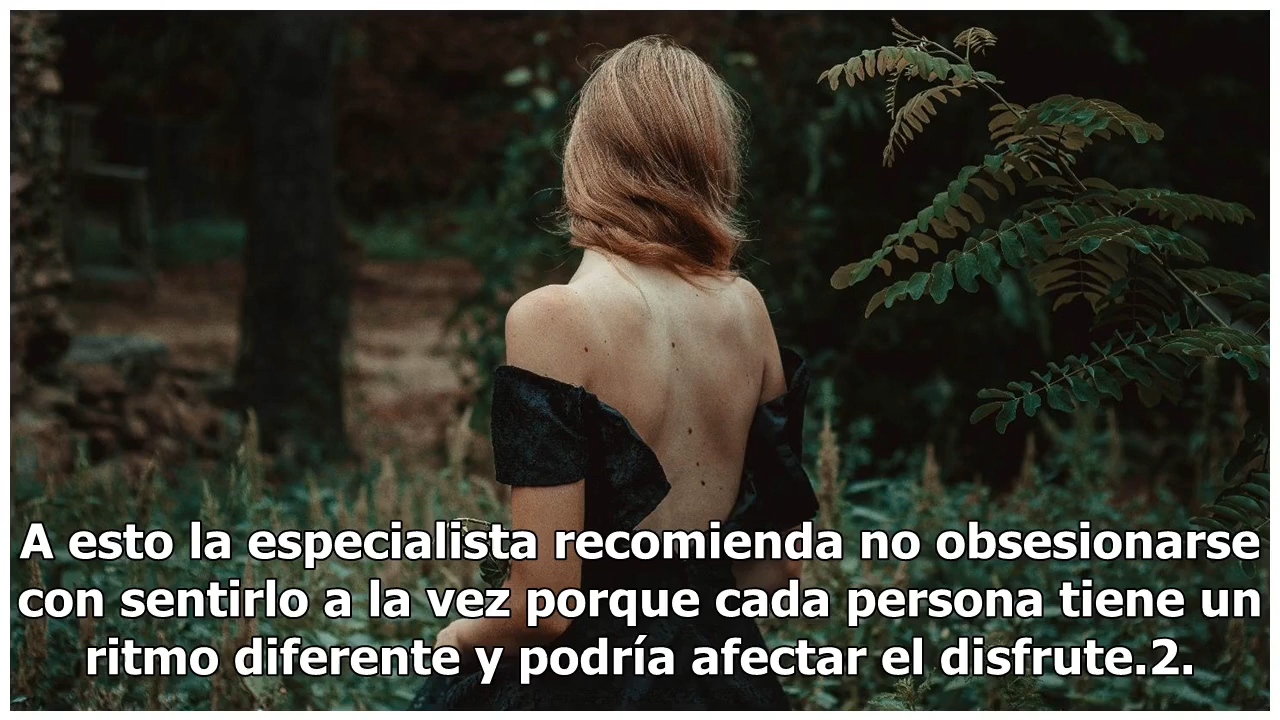 A esto la especialista recomienda no obsesionarse
con sentirlo a la vez porque cada persona tiene un
ritmo diferente y podría afectar el disfrute.2.